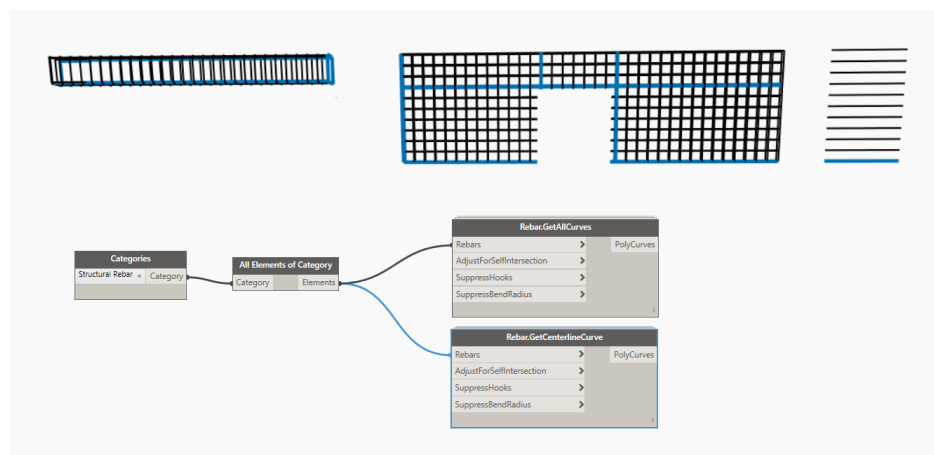 Rebar.GetAllCurves
Rebars > PolyCurves
AdjustForSelfIntersection >
SuppressHooks >
SuppressBendRadius >
l
Categories
Structural Rebar Category
All Elements of Category
Category Elements
Rebar.GetCenterlineCurve
Rebars > PolyCurves
AdjustForSelfIntersection >
SuppressHooks >
SuppressBendRadius >
l